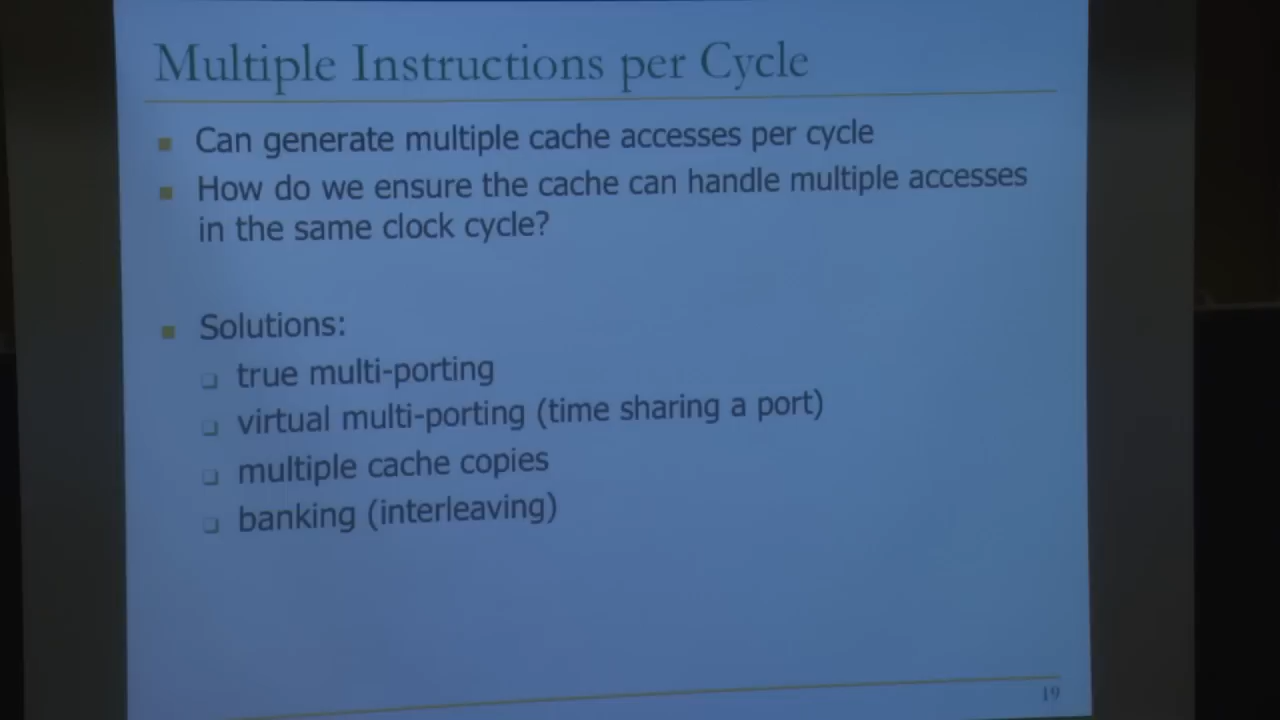 Multiple Instructions per Cycle
Can generate multiple cache accesses per cycle
How do we ensure the cache can handle multiple accesses
in the same clock cycle?
Solutions:
true multi-porting
virtual multi-porting (time sharing a port)
multiple cache copies
banking (interleaving)
19